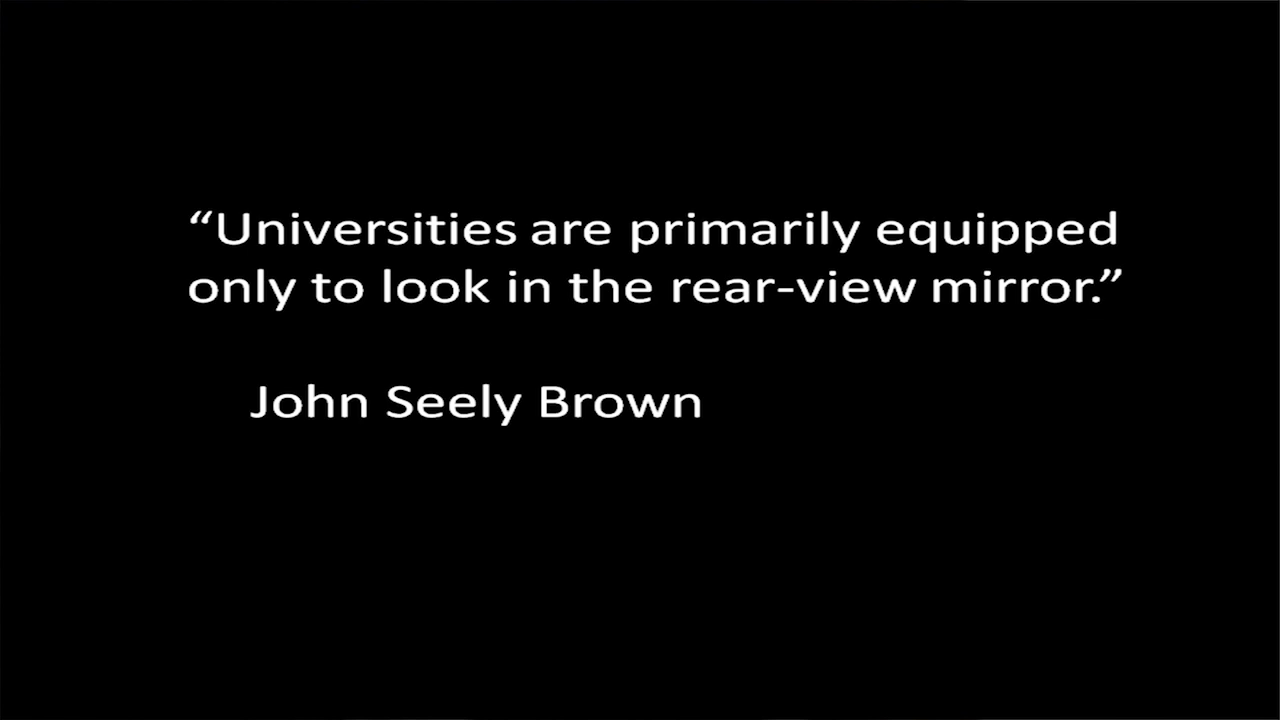 “Universities are primarily equipped
only to look in the rear-view mirror.”
John Seely Brown